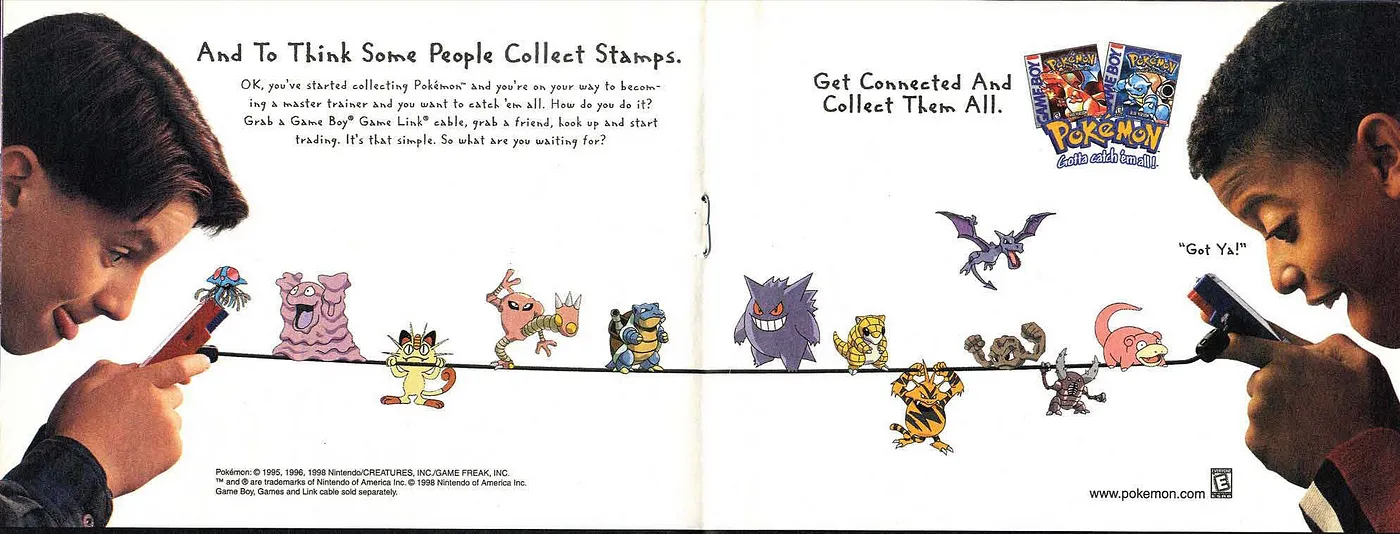 And To Think Some People Collect Stamps.
OK, you've started collecting Pokémon™ and you're on your way to becom-
ing a master trainer and you want to catch 'em all. How do you do it?
Grab a Game Boy® Game Link® cable, grab a friend, hook up and start
trading. It's that simple. So what are you waiting for?
Pokémon: © 1995, 1996, 1998 Nintendo/CREATURES, INC./GAME FREAK, INC.
™ and ® are trademarks of Nintendo of America Inc. © 1998 Nintendo of America Inc.
Game Boy, Games and Link cable sold separately.
Get Connected And
Collect Them All.
GAME BOY
POKéMON
GAME BOY
POKéMON
POKéMON
Gotta catch 'em all!
"Got Ya!"
www.pokemon.com
EVERYONE
E